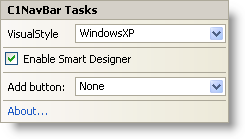 C1NavBar Tasks
VisualStyle WindowsXP
Enable Smart Designer
Add button: None
About...